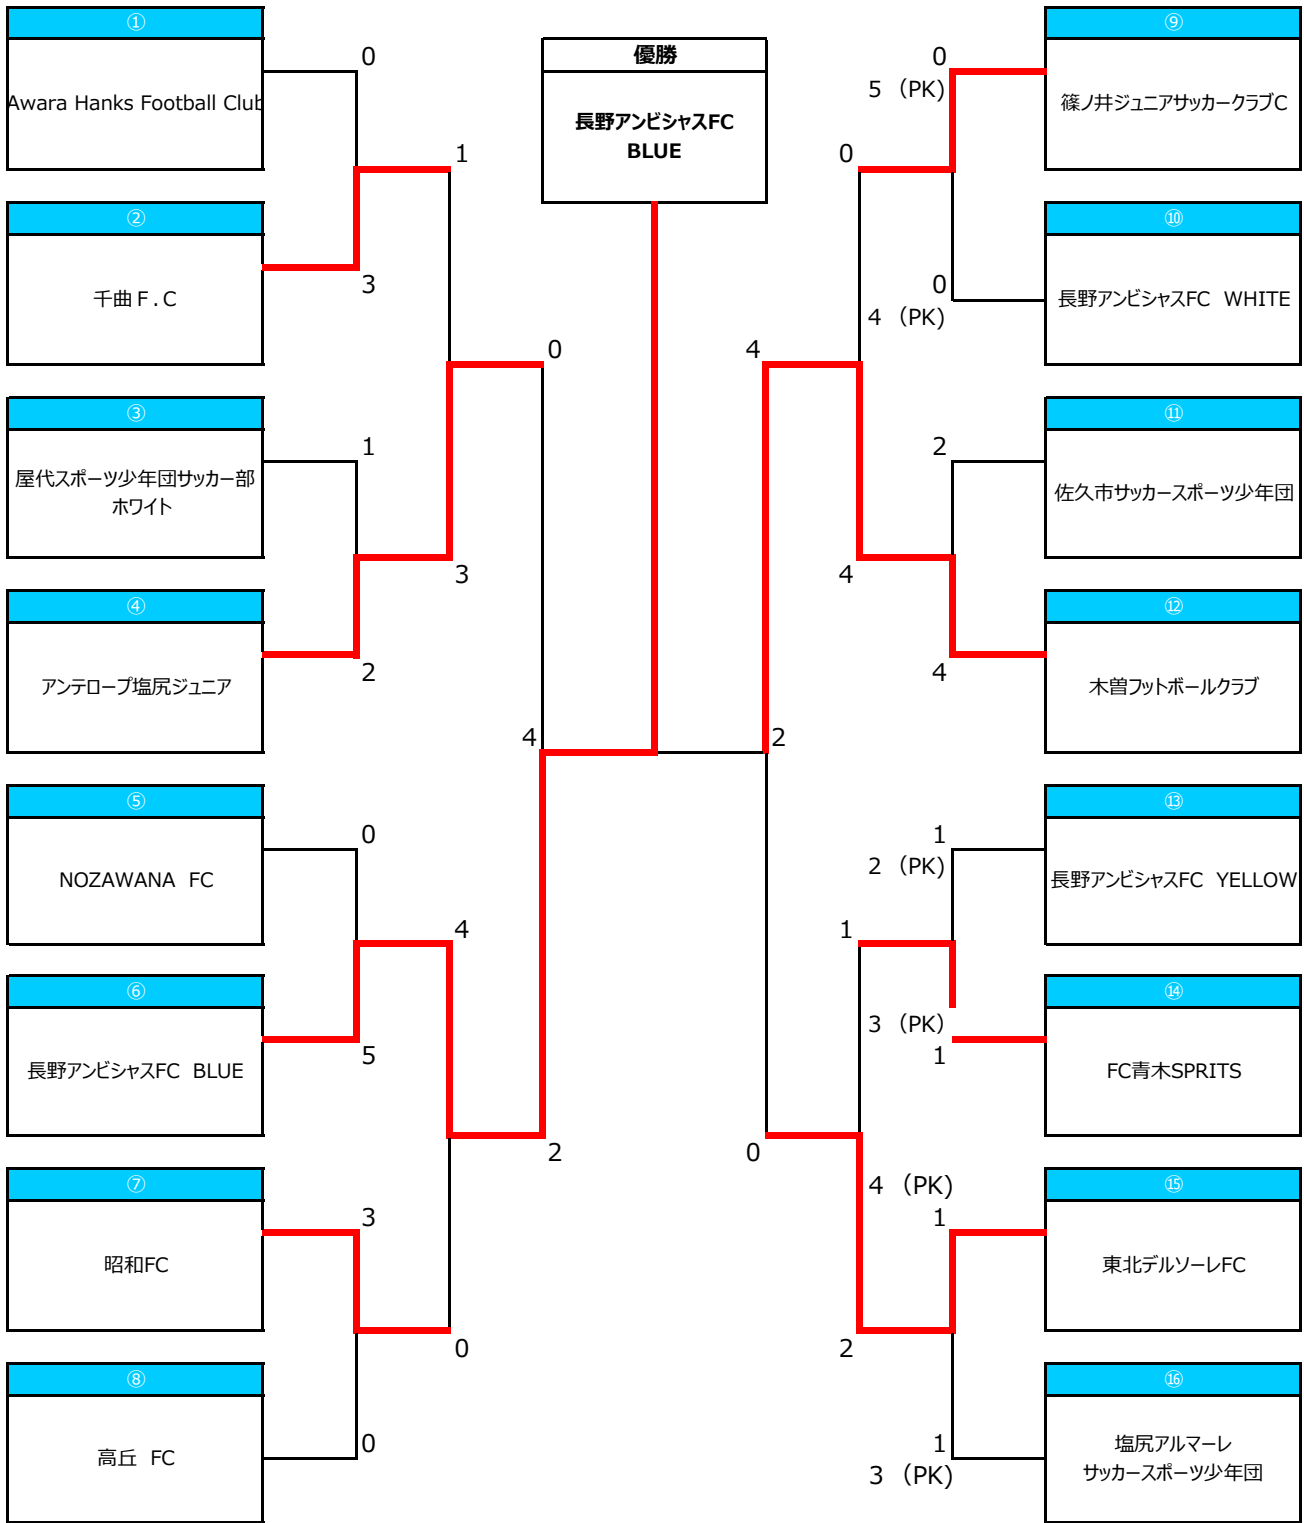 ①
Awara Hanks Football Club
0
②
千曲Ｆ.Ｃ
3
1
③
屋代スポーツ少年団サッカー部
ホワイト
1
④
アンテロープ塩尻ジュニア
2
3
0
⑤
NOZAWANA FC
0
⑥
長野アンビシャスFC BLUE
5
4
⑦
昭和FC
3
⑧
高丘 FC
0
0
2
4
優勝
長野アンビシャスFC
BLUE
2
4
0
0
5 (PK)
⑨
篠ノ井ジュニアサッカークラブC
0
4 (PK)
⑩
長野アンビシャスFC WHITE
2
⑪
佐久市サッカースポーツ少年団
4
4
⑫
木曽フットボールクラブ
1
2 (PK)
⑬
長野アンビシャスFC YELLOW
1
3 (PK)
1
⑭
FC青木SPRITS
0
4 (PK)
1
⑮
東北デルソーレFC
2
1
3 (PK)
⑯
塩尻アルマーレ
サッカースポーツ少年団